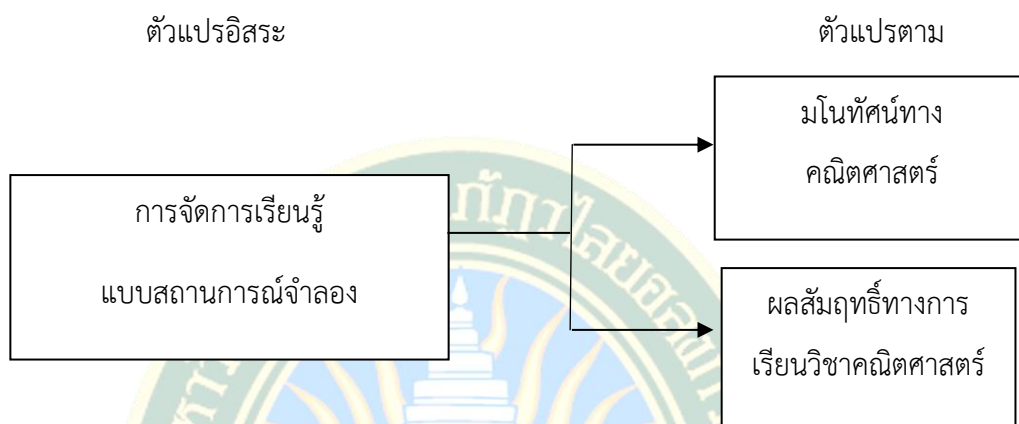 ตัวแปรอิสระ
ตัวแปรตาม
มโนทัศน์ทาง
คณิตศาสตร์
การจัดการเรียนรู้
แบบสถานการณ์จำลอง
ผลสัมฤทธิ์ทางการ
เรียนวิชาคณิตศาสตร์